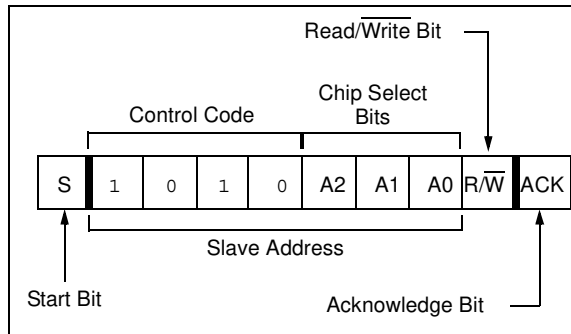 Read/Write Bit
Chip Select
Control Code Bits
S 1 0 1 0 A2 A1 A0 R/W ACK
Slave Address
Start Bit
Acknowledge Bit